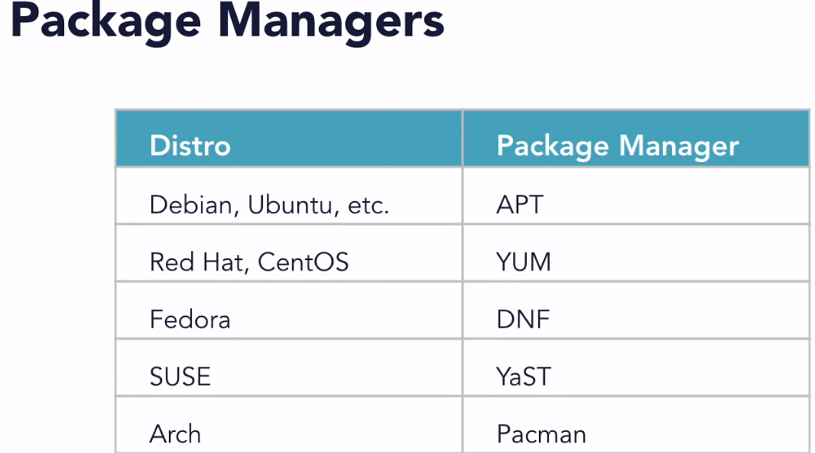 Package Managers
Distro Package Manager
Debian, Ubuntu, etc. APT
Red Hat, CentOS YUM
Fedora DNF
SUSE YaST
Arch Pacman